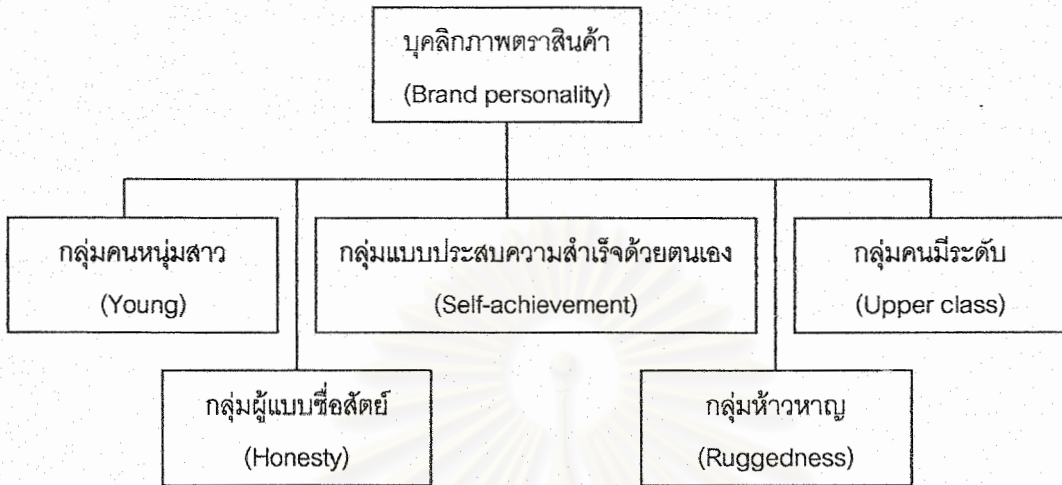 บุคลิกภาพตราสินค้า
(Brand personality)
กลุ่มคนหนุ่มสาว
(Young)
กลุ่มแบบประสบความสำเร็จด้วยตนเอง
(Self-achievement)
กลุ่มคนมีระดับ
(Upper class)
กลุ่มผู้แบบซื่อสัตย์
(Honesty)
กลุ่มห้าวหาญ
(Ruggedness)